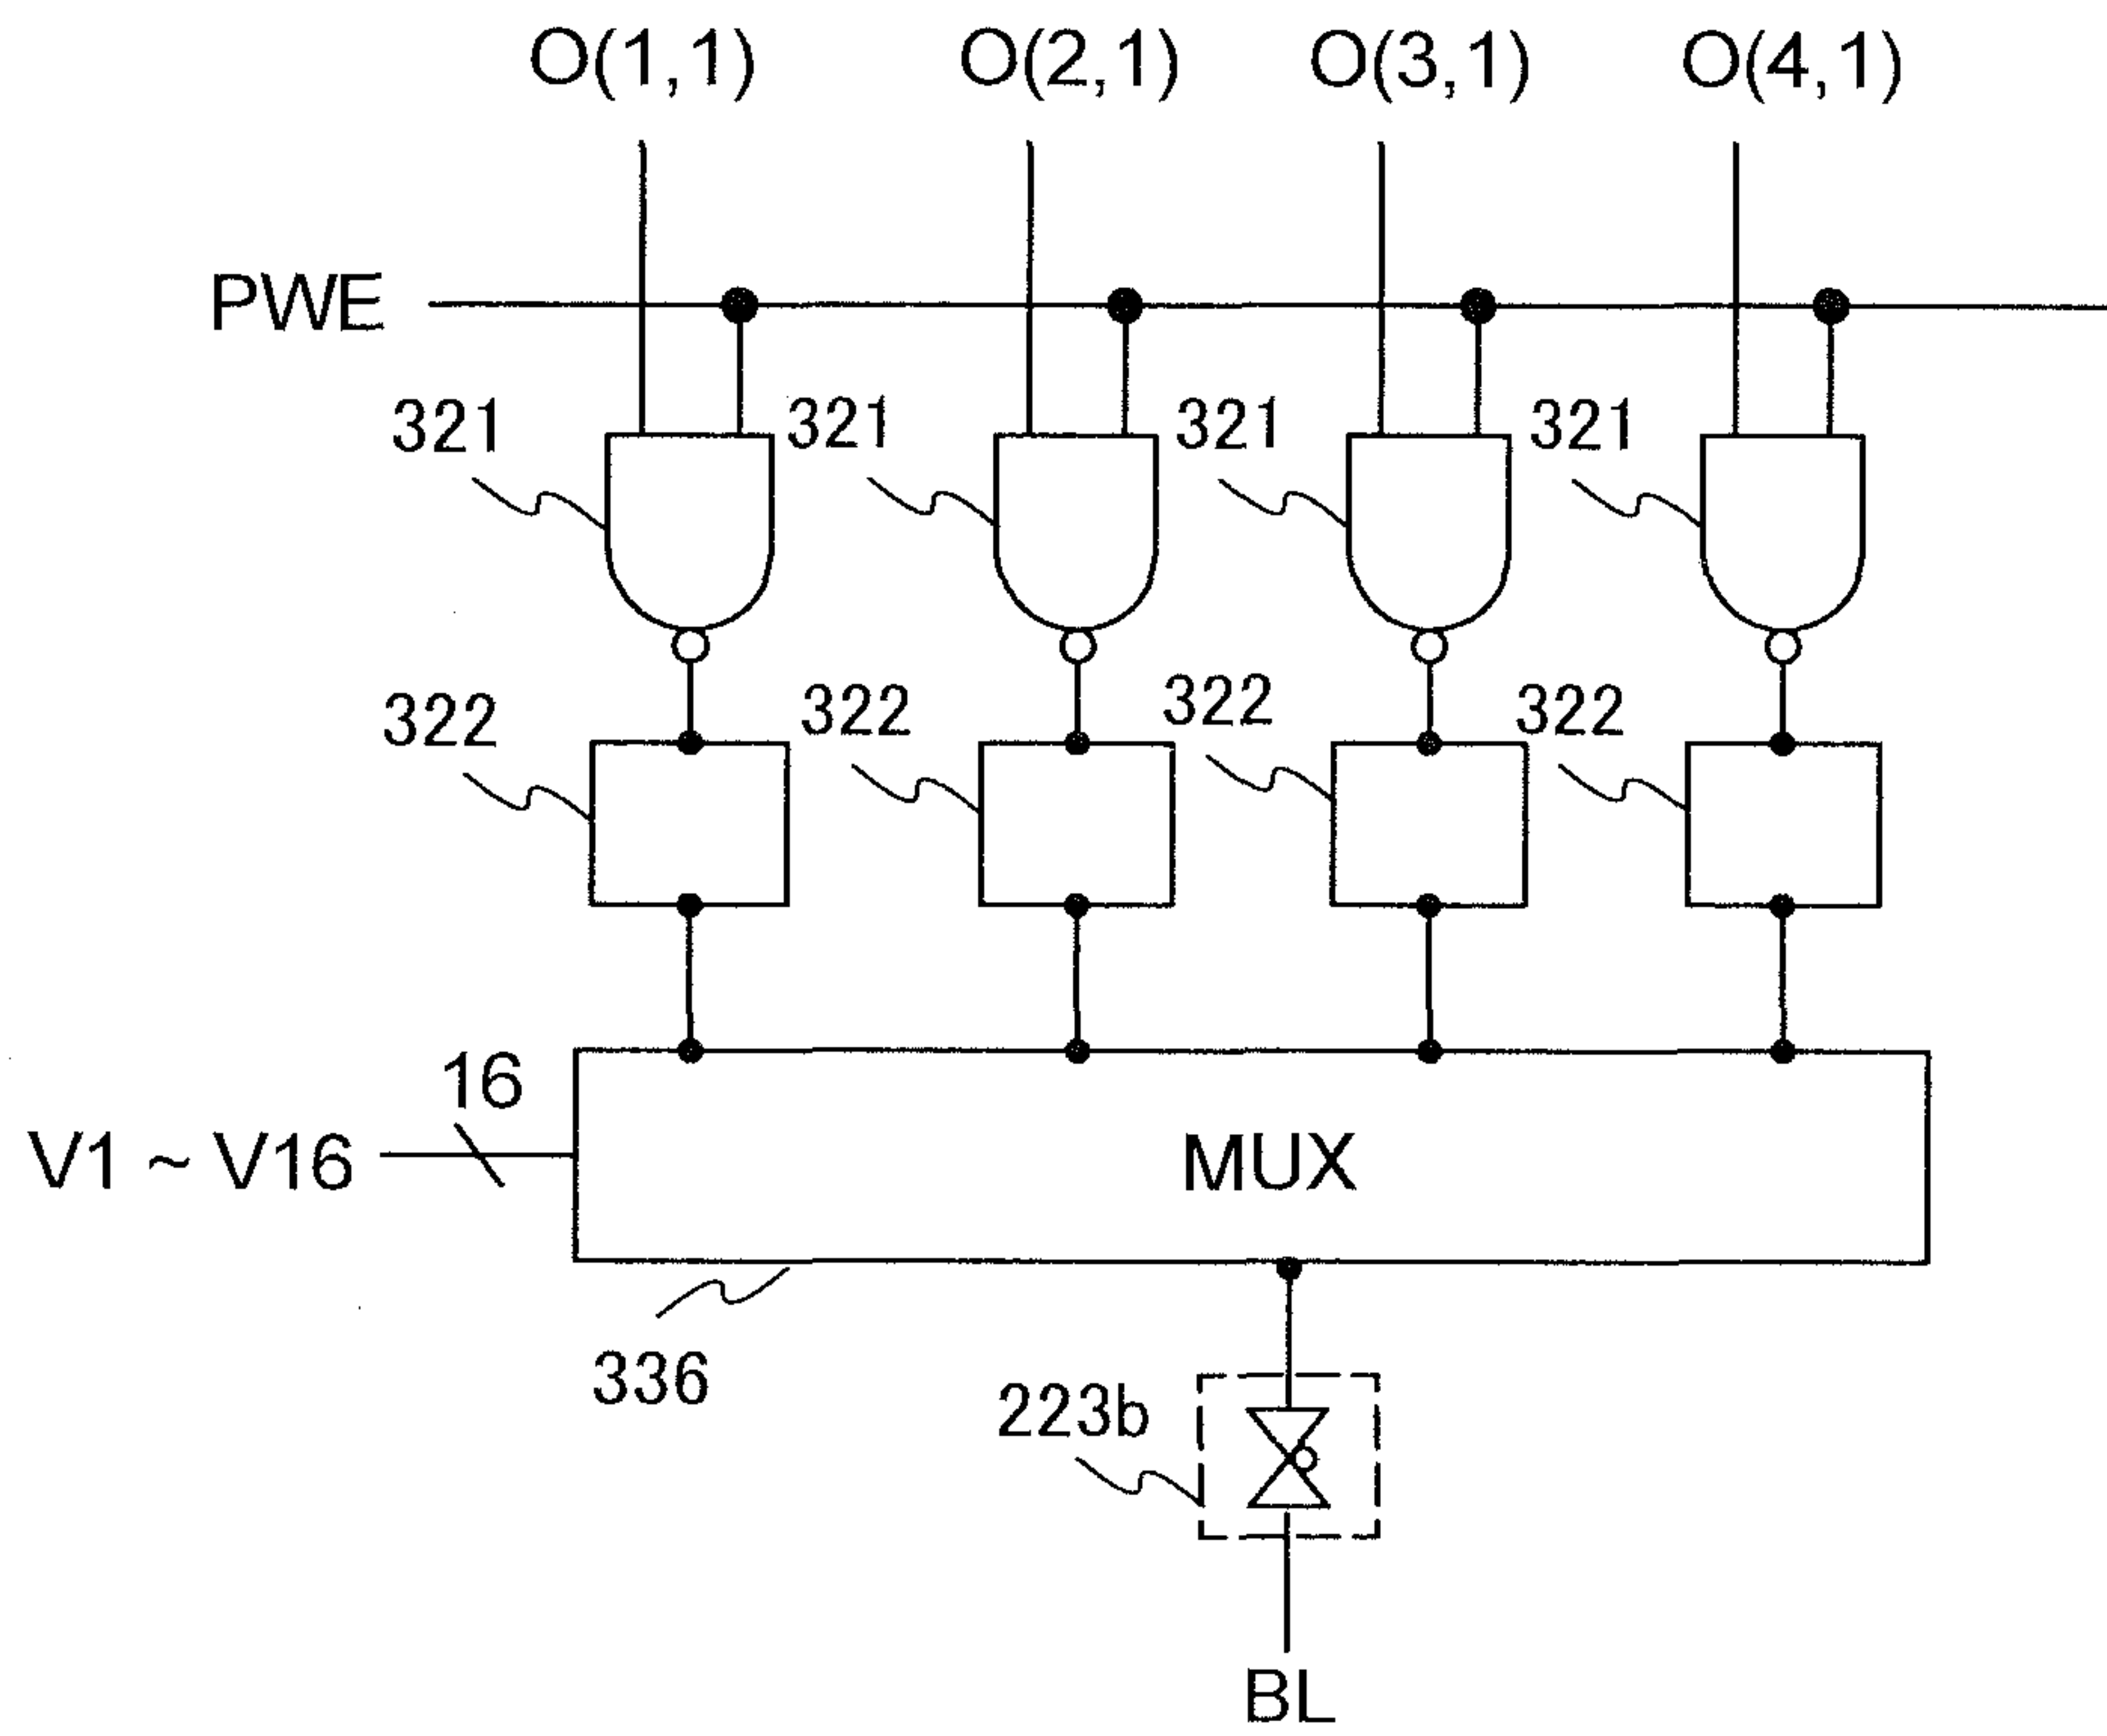 O(1,1) O(2,1) O(3,1) O(4,1)
PWE
321 321 321 321
322 322 322 322
16
V1 ~ V16
MUX
336
223b
BL